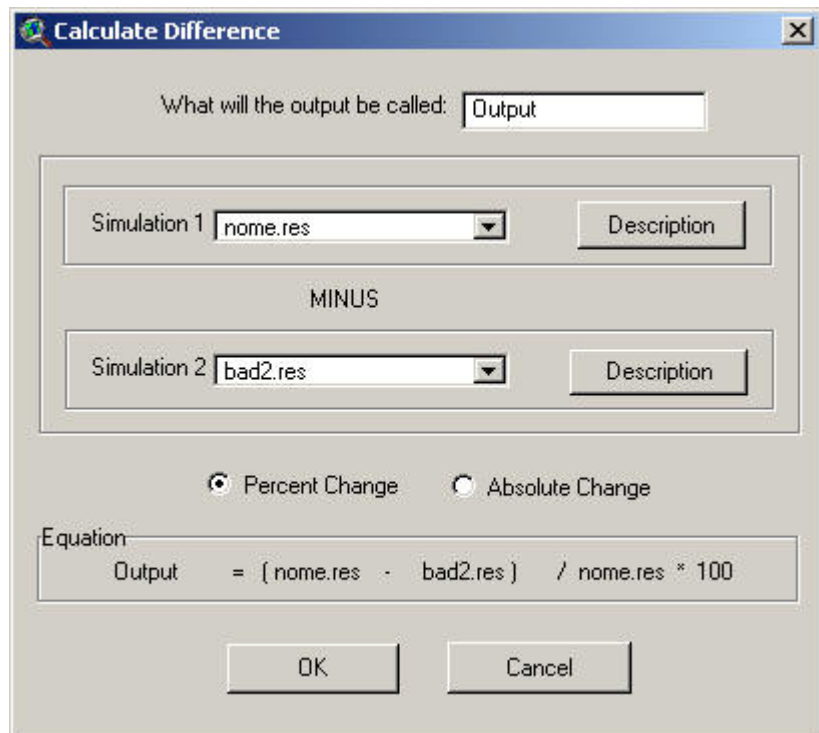 Calculate Difference
What will the output be called: Output
Simulation 1 nome.res Description
MINUS
Simulation 2 bad2.res Description
Percent Change Absolute Change
Equation
Output = ( nome.res - bad2.res ) / nome.res * 100
OK Cancel